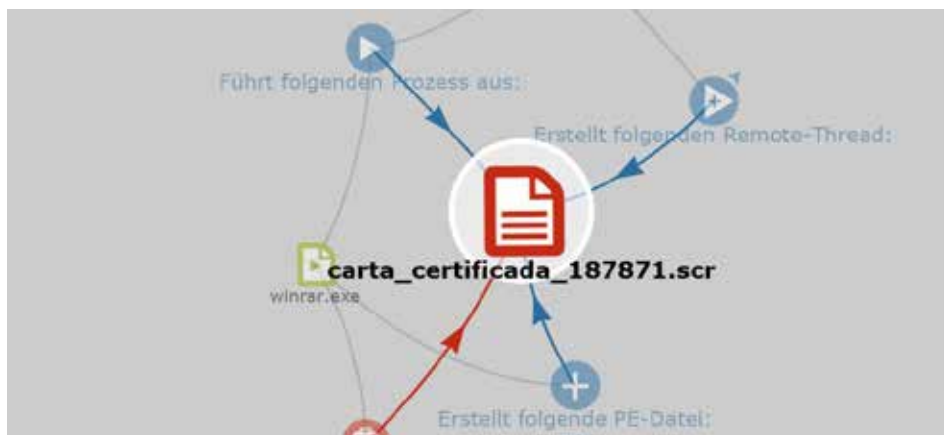 Führt folgenden Prozess aus:
Erstellt folgenden Remote-Thread:
carta_certificada_187871.scr
winrar.exe
Erstellt folgende PE-Datei: